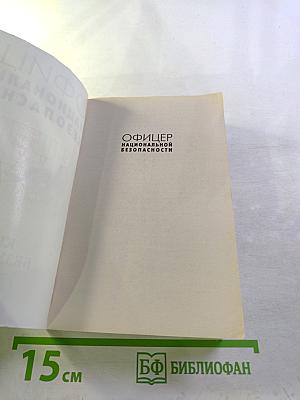 ОФИЦЕР
НАЦИОНАЛЬНОЙ
БЕЗОПАСНОСТИ
15 см
БФ БИБЛИОФАН